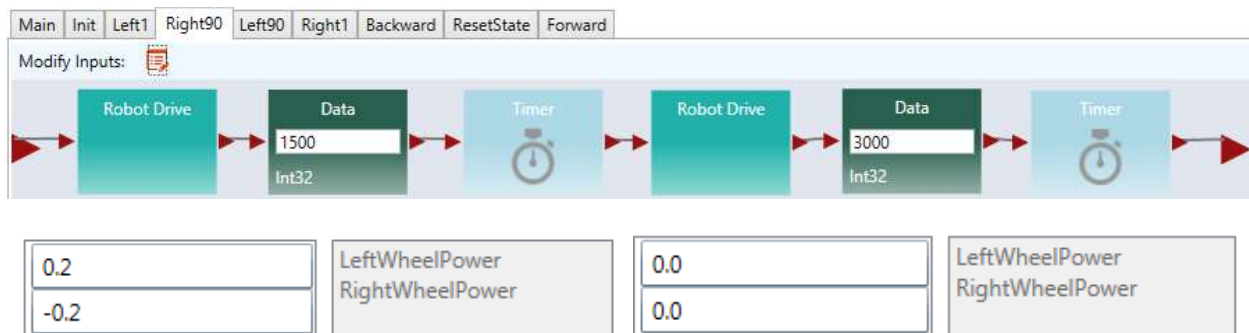 Main Init Left1 Right90 Left90 Right1 Backward ResetState Forward
Modify Inputs:
Robot Drive Data Timer Robot Drive Data Timer
1500 3000
Int32 Int32
0.2 LeftWheelPower 0.0 LeftWheelPower
-0.2 RightWheelPower 0.0 RightWheelPower